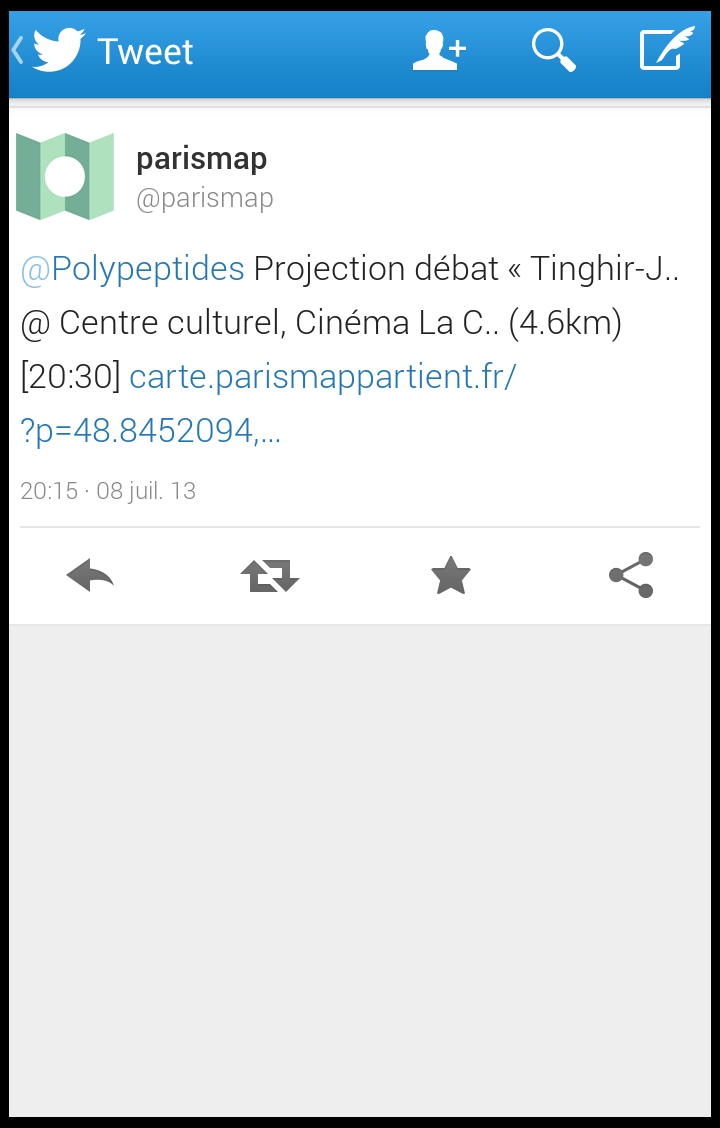 Tweet
parismap
@parismap
@Polypeptides Projection débat « Tinghir-J..
@ Centre culturel, Cinéma La C.. (4.6km)
[20:30] carte.parismappartient.fr/
?p=48.8452094,...
20:15 · 08 juil. 13